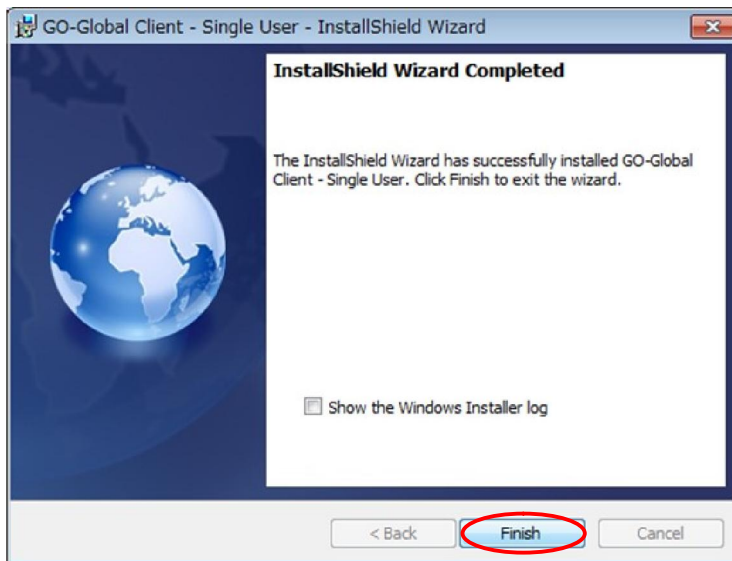 GO-Global Client - Single User - InstallShield Wizard
InstallShield Wizard Completed
The InstallShield Wizard has successfully installed GO-Global
Client - Single User. Click Finish to exit the wizard.
Show the Windows Installer log
< Back
Finish
Cancel